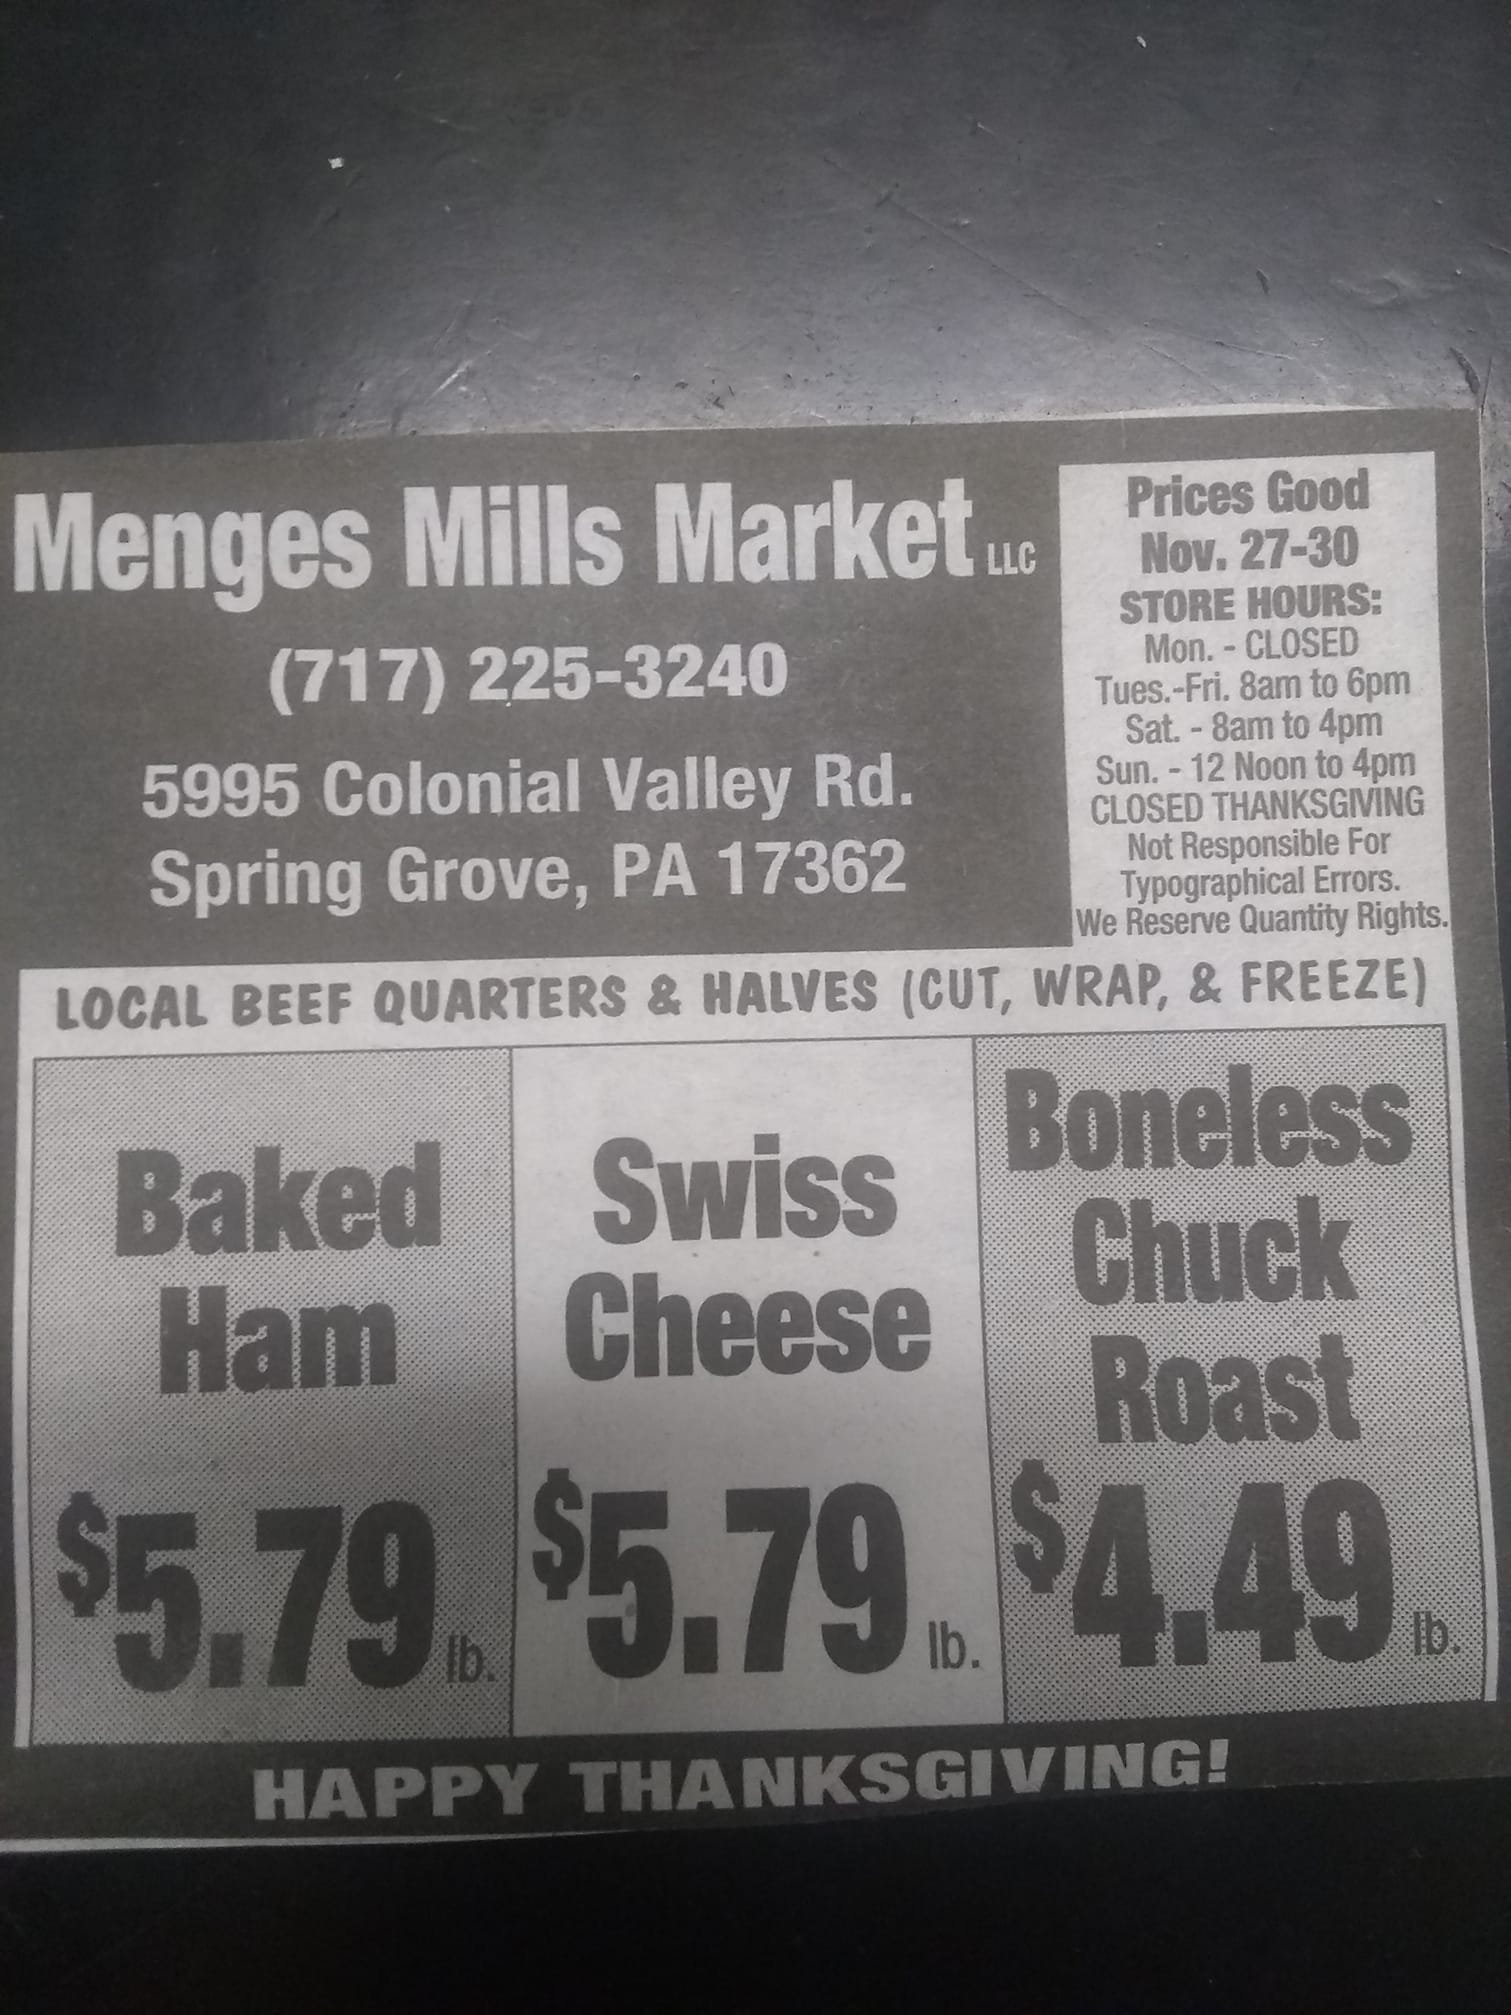 Menges Mills Market LLC
(717) 225-3240
5995 Colonial Valley Rd.
Spring Grove, PA 17362
Prices Good
Nov. 27-30
STORE HOURS:
Mon. - CLOSED
Tues.-Fri. 8am to 6pm
Sat. - 8am to 4pm
Sun. - 12 Noon to 4pm
CLOSED THANKSGIVING
Not Responsible For
Typographical Errors.
We Reserve Quantity Rights.
LOCAL BEEF QUARTERS & HALVES (CUT, WRAP, & FREEZE)
Baked
Ham
$5.79 lb.
Swiss
Cheese
$5.79 lb.
Boneless
Chuck
Roast
$4.49 lb.
HAPPY THANKSGIVING!